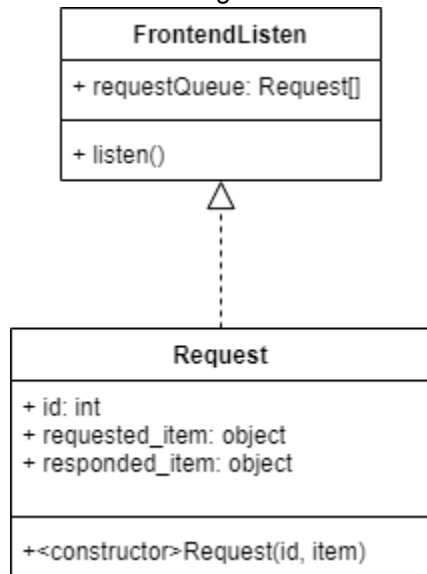 FrontendListen
+ requestQueue: Request[]
+ listen()
Request
+ id: int
+ requested_item: object
+ responded_item: object
+<constructor>Request(id, item)